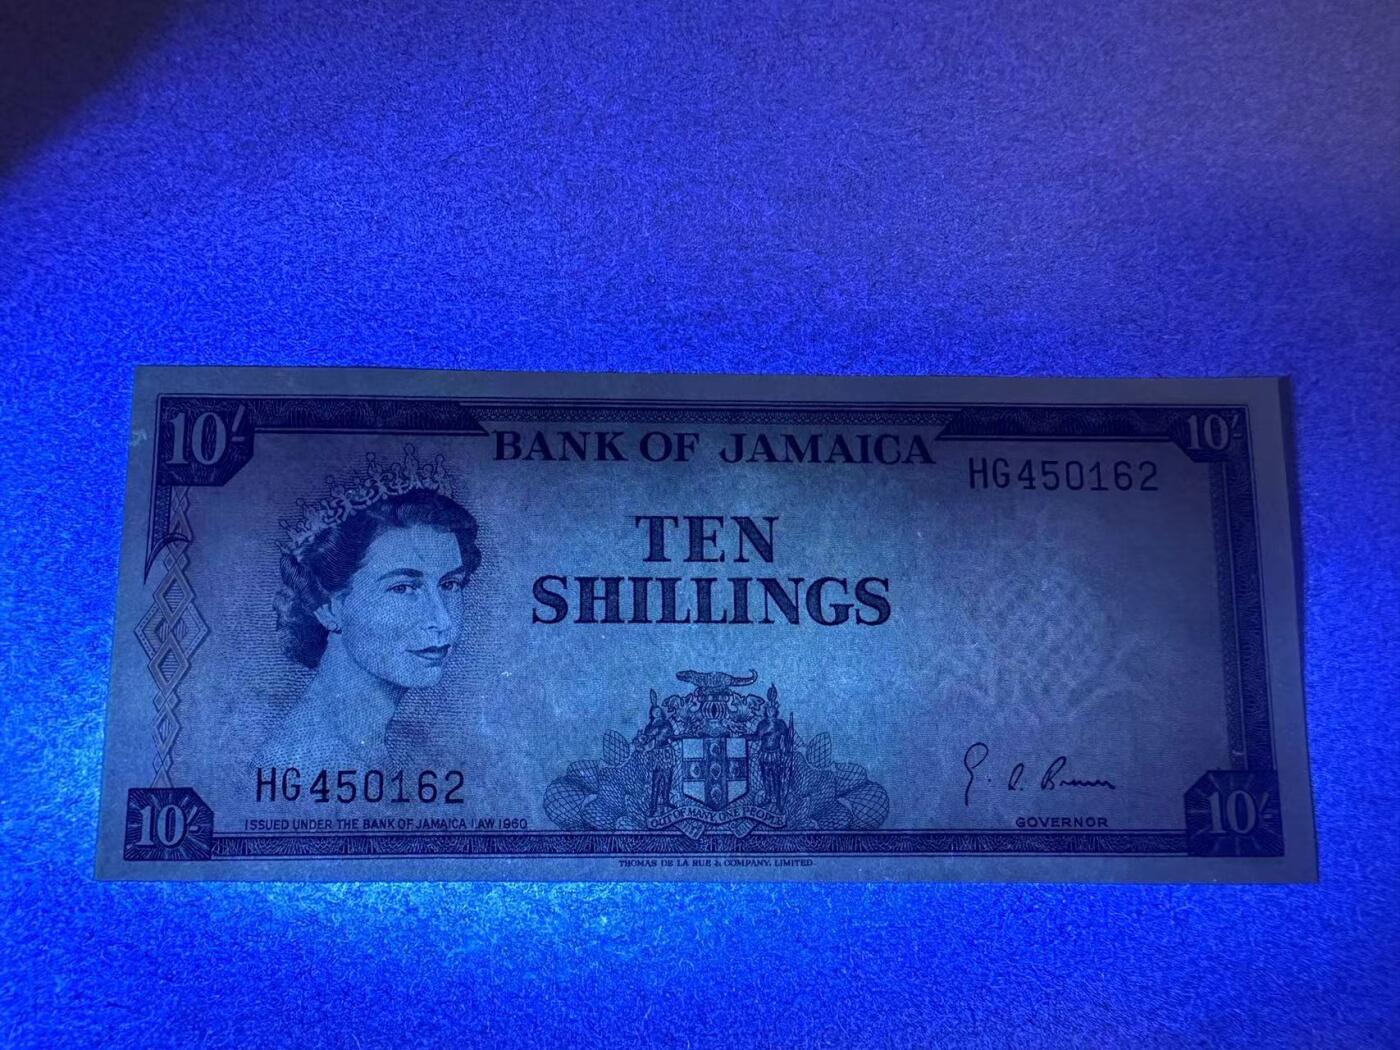 10/-
BANK OF JAMAICA
10/-
HG450162
TEN
SHILLINGS
HG450162
ISSUED UNDER THE BANK OF JAMAICA LAW 1960
OUT OF MANY, ONE PEOPLE
GOVERNOR
10/-
10/-
THOMAS DE LA RUE & COMPANY, LIMITED